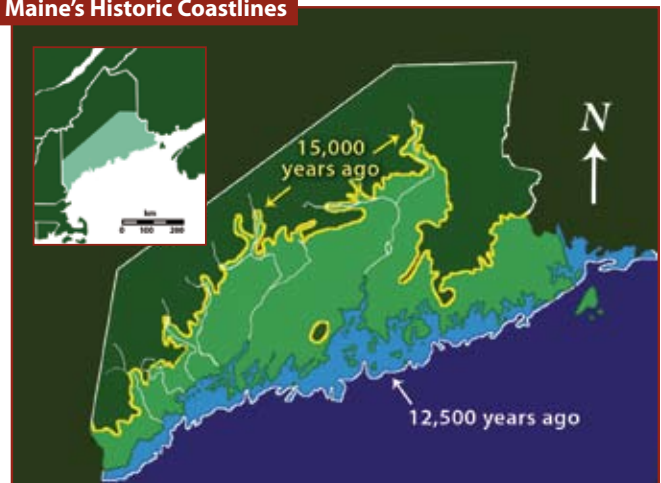 Maine's Historic Coastlines
km
0 100 200
15,000
years ago
N
12,500 years ago